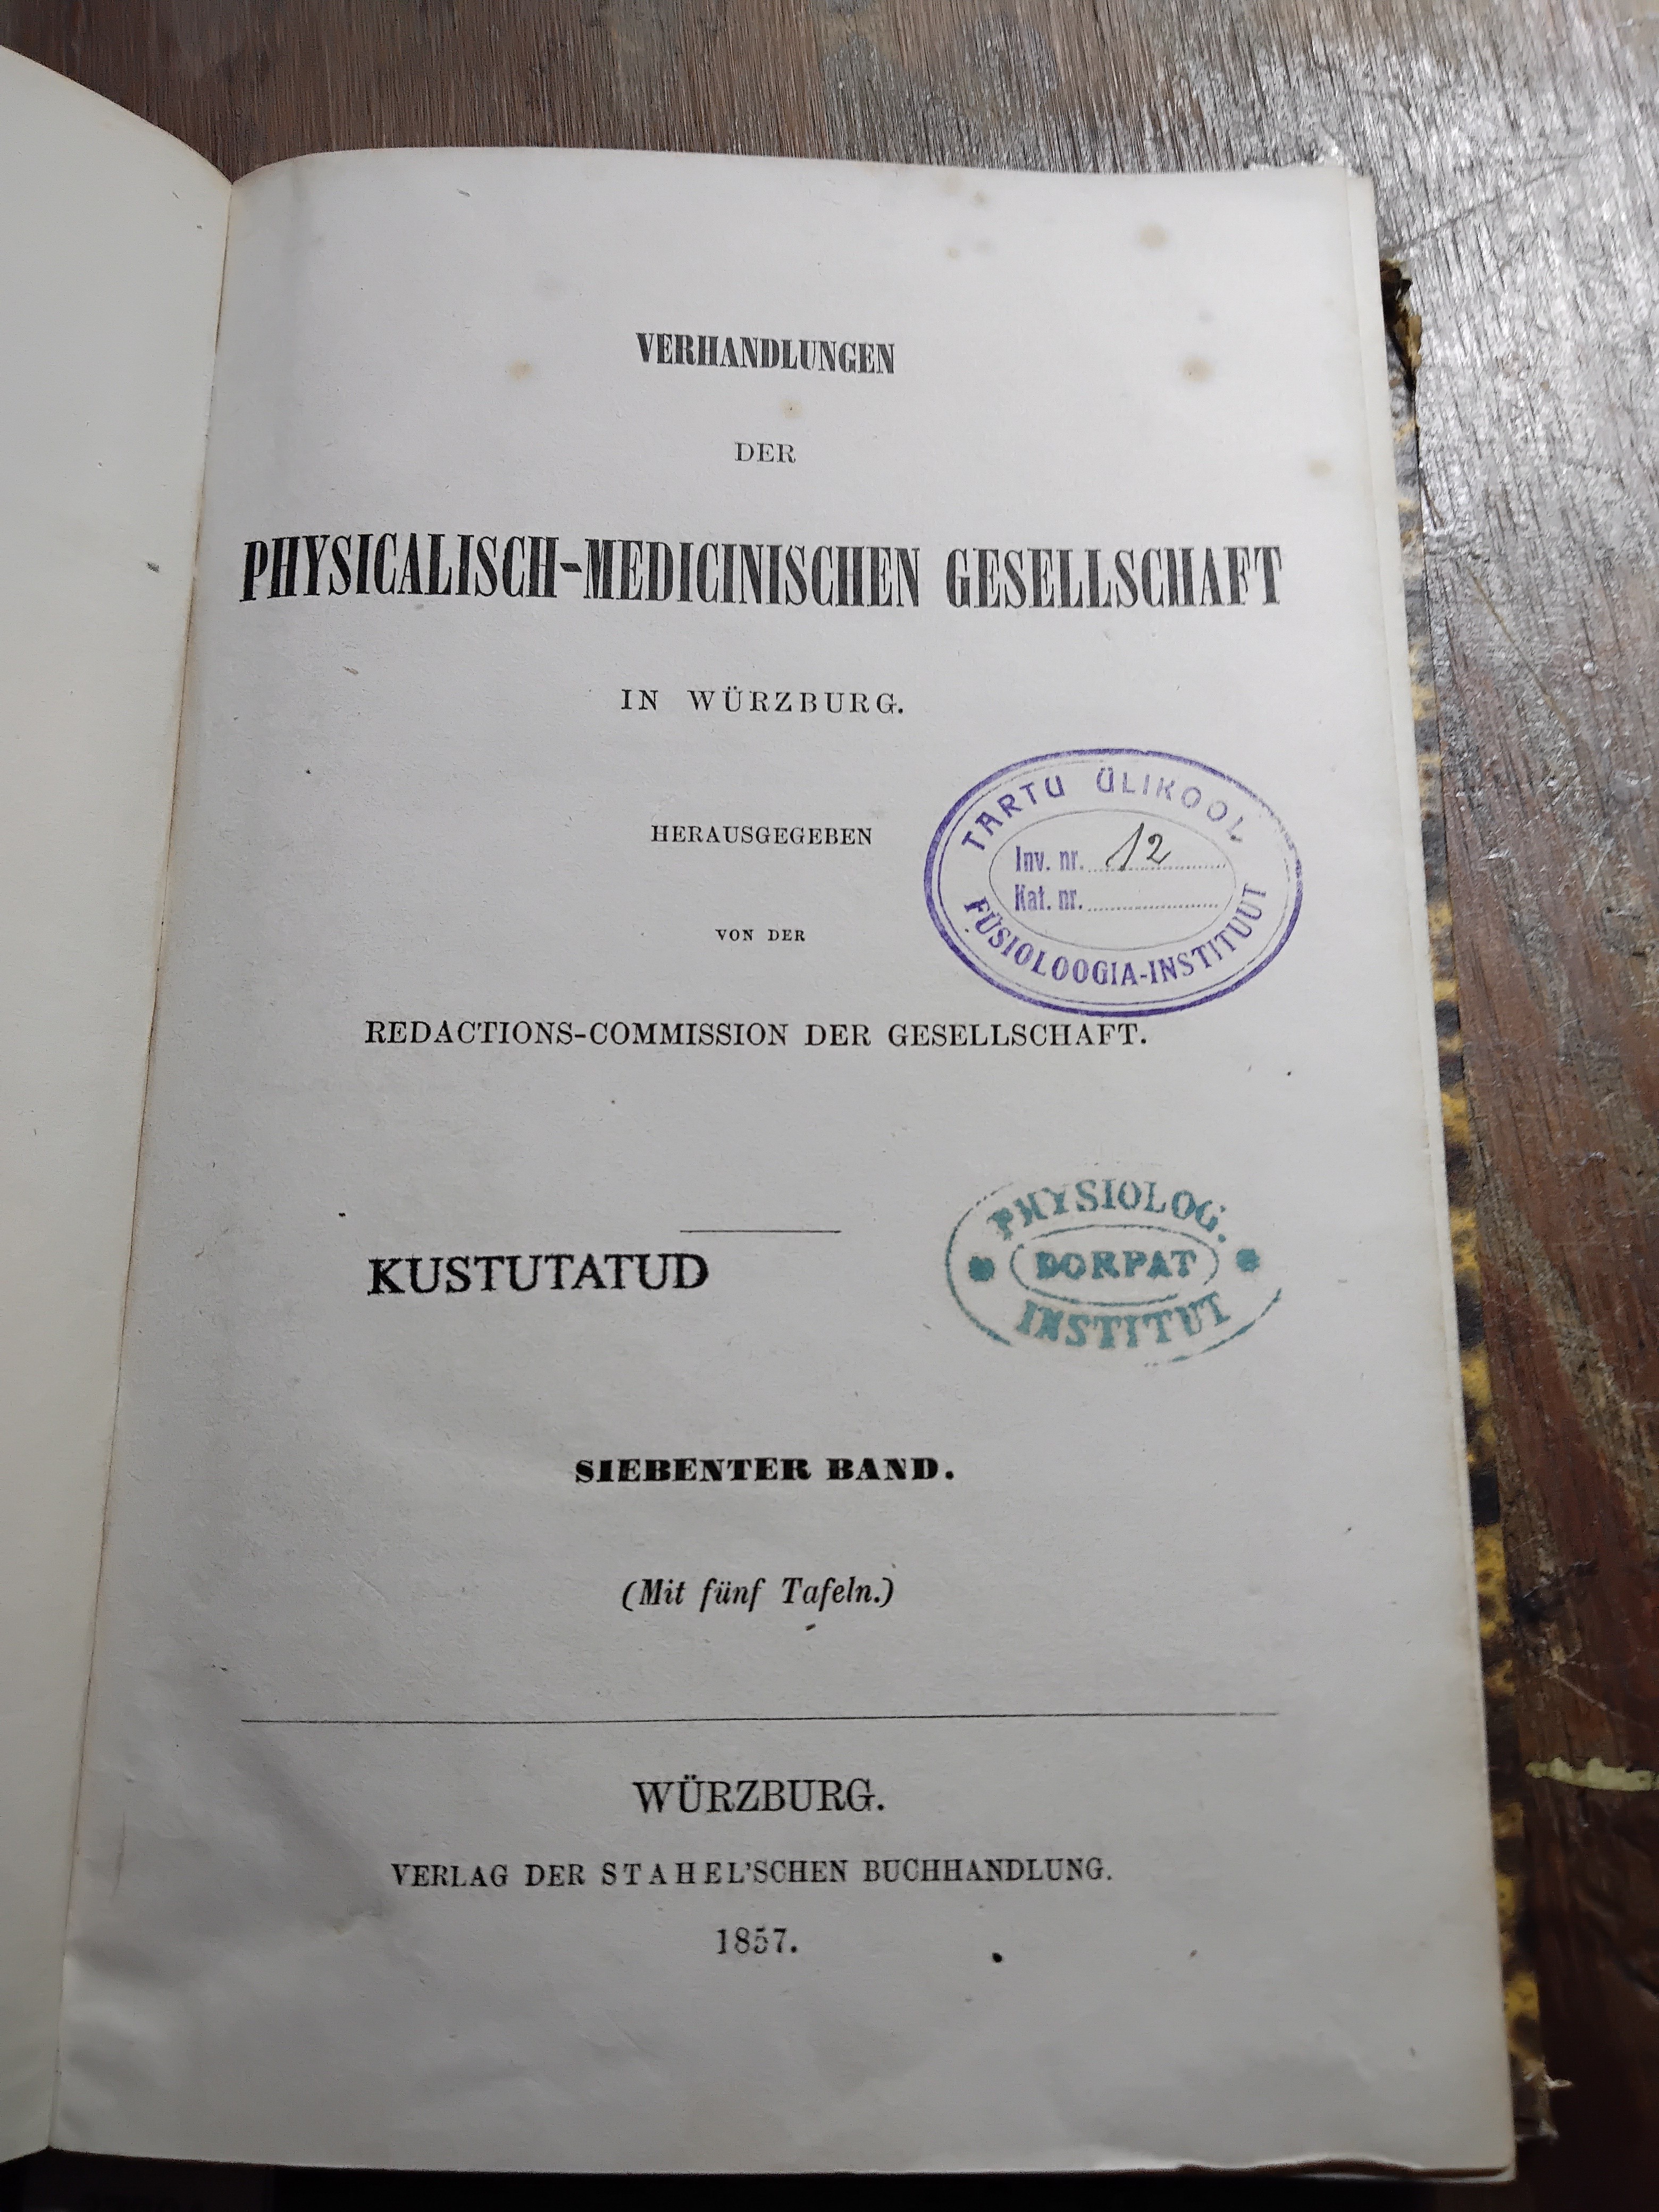 VERHANDLUNGEN
DER
PHYSICALISCH-MEDICINISCHEN GESELLSCHAFT
IN WÜRZBURG.
HERAUSGEGEBEN
VON DER
REDACTIONS-COMMISSION DER GESELLSCHAFT.
TARTU ÜLIKOOL
Inv. nr. 12
Kat. nr.
FÜSIOLOOGIA-INSTITUUT
KUSTUTATUD
PHYSIOLOG.
DORPAT
INSTITUT
SIEBENTER BAND.
(Mit fünf Tafeln.)
WÜRZBURG.
VERLAG DER STAHEL'SCHEN BUCHHANDLUNG.
1857.